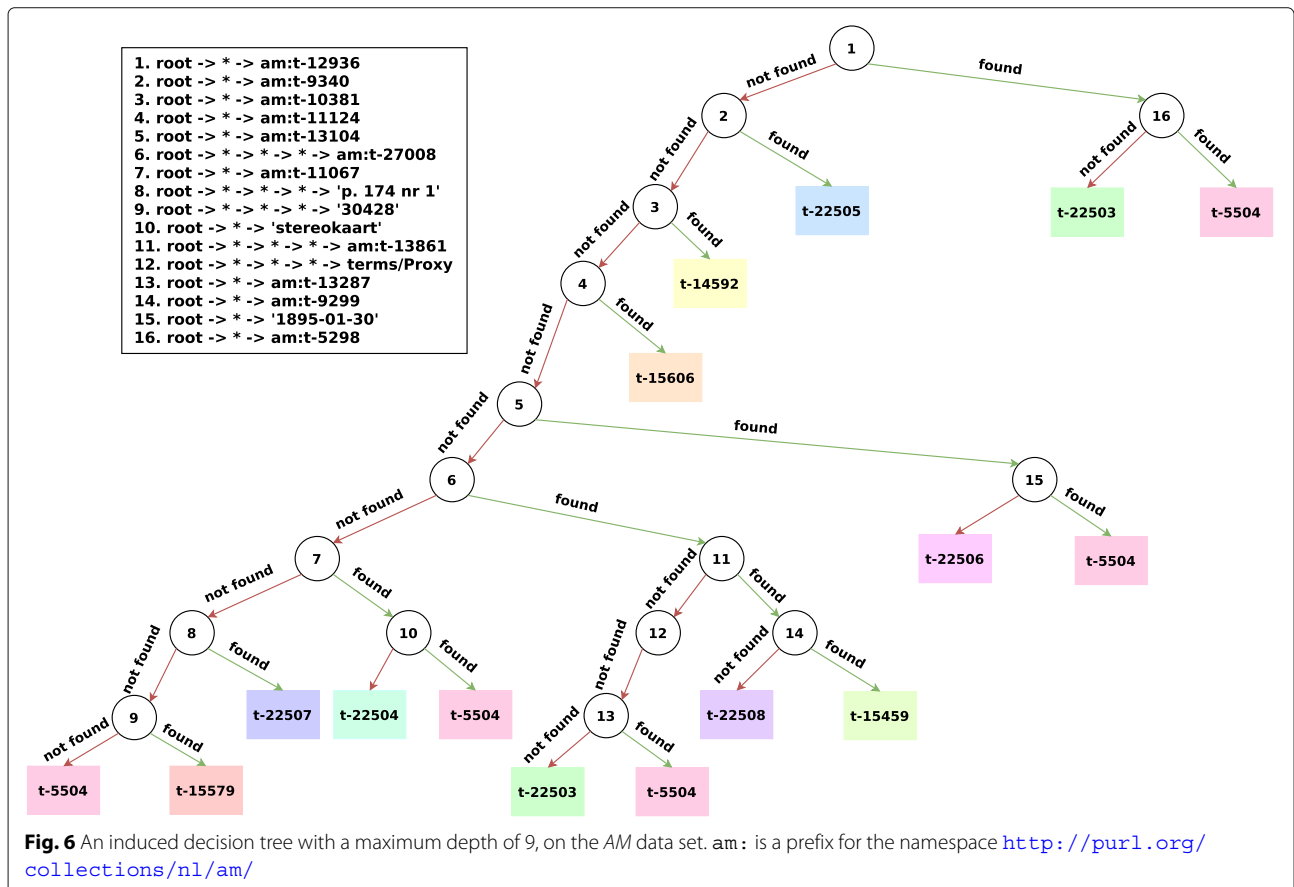 1. root -> * -> am:t-12936
2. root -> * -> am:t-9340
3. root -> * -> am:t-10381
4. root -> * -> am:t-11124
5. root -> * -> am:t-13104
6. root -> * -> * -> * -> am:t-27008
7. root -> * -> am:t-11067
8. root -> * -> * -> * -> 'p. 174 nr 1'
9. root -> * -> * -> * -> '30428'
10. root -> * -> 'stereokaart'
11. root -> * -> * -> * -> am:t-13861
12. root -> * -> * -> * -> terms/Proxy
13. root -> * -> am:t-13287
14. root -> * -> am:t-9299
15. root -> * -> '1895-01-30'
16. root -> * -> am:t-5298
1
not found
found
2
16
not found
found
not found
found
3
t-22505
t-22503
t-5504
not found
found
4
t-14592
not found
found
t-15606
5
not found
found
6
15
not found
found
found
7
11
t-22506
t-5504
not found
found
not found
found
8
10
12
14
not found
found
found
not found
not found
found
9
t-22507
t-22504
t-5504
13
t-22508
t-15459
not found
found
not found
found
t-5504
t-15579
t-22503
t-5504
Fig. 6 An induced decision tree with a maximum depth of 9, on the AM data set. am: is a prefix for the namespace http://purl.org/
collections/nl/am/